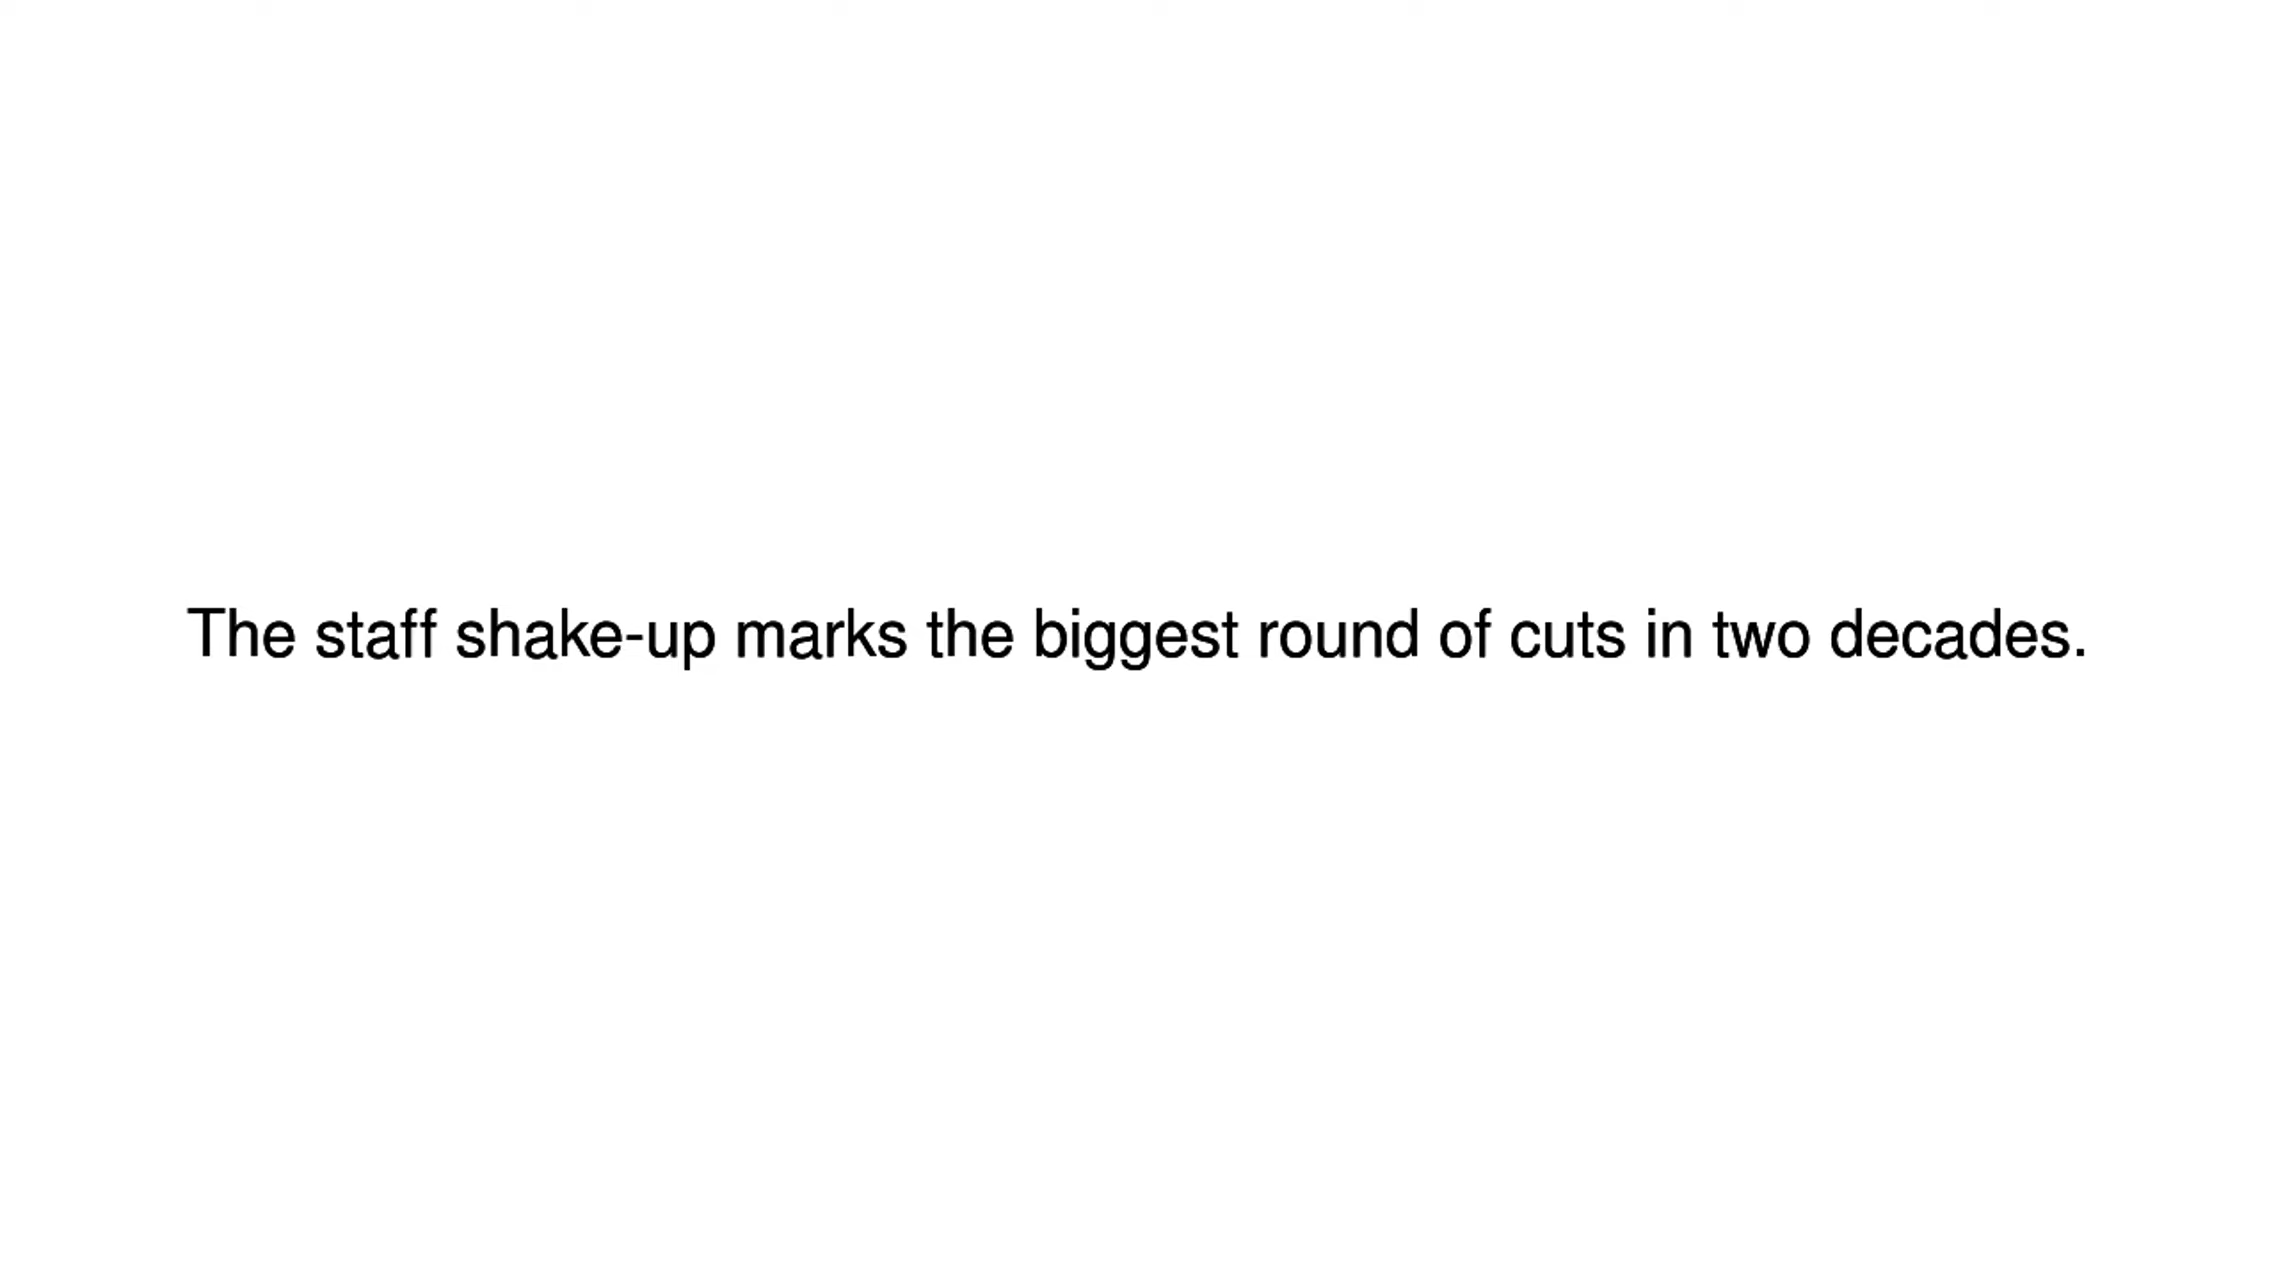 The staff shake-up marks the biggest round of cuts in two decades.